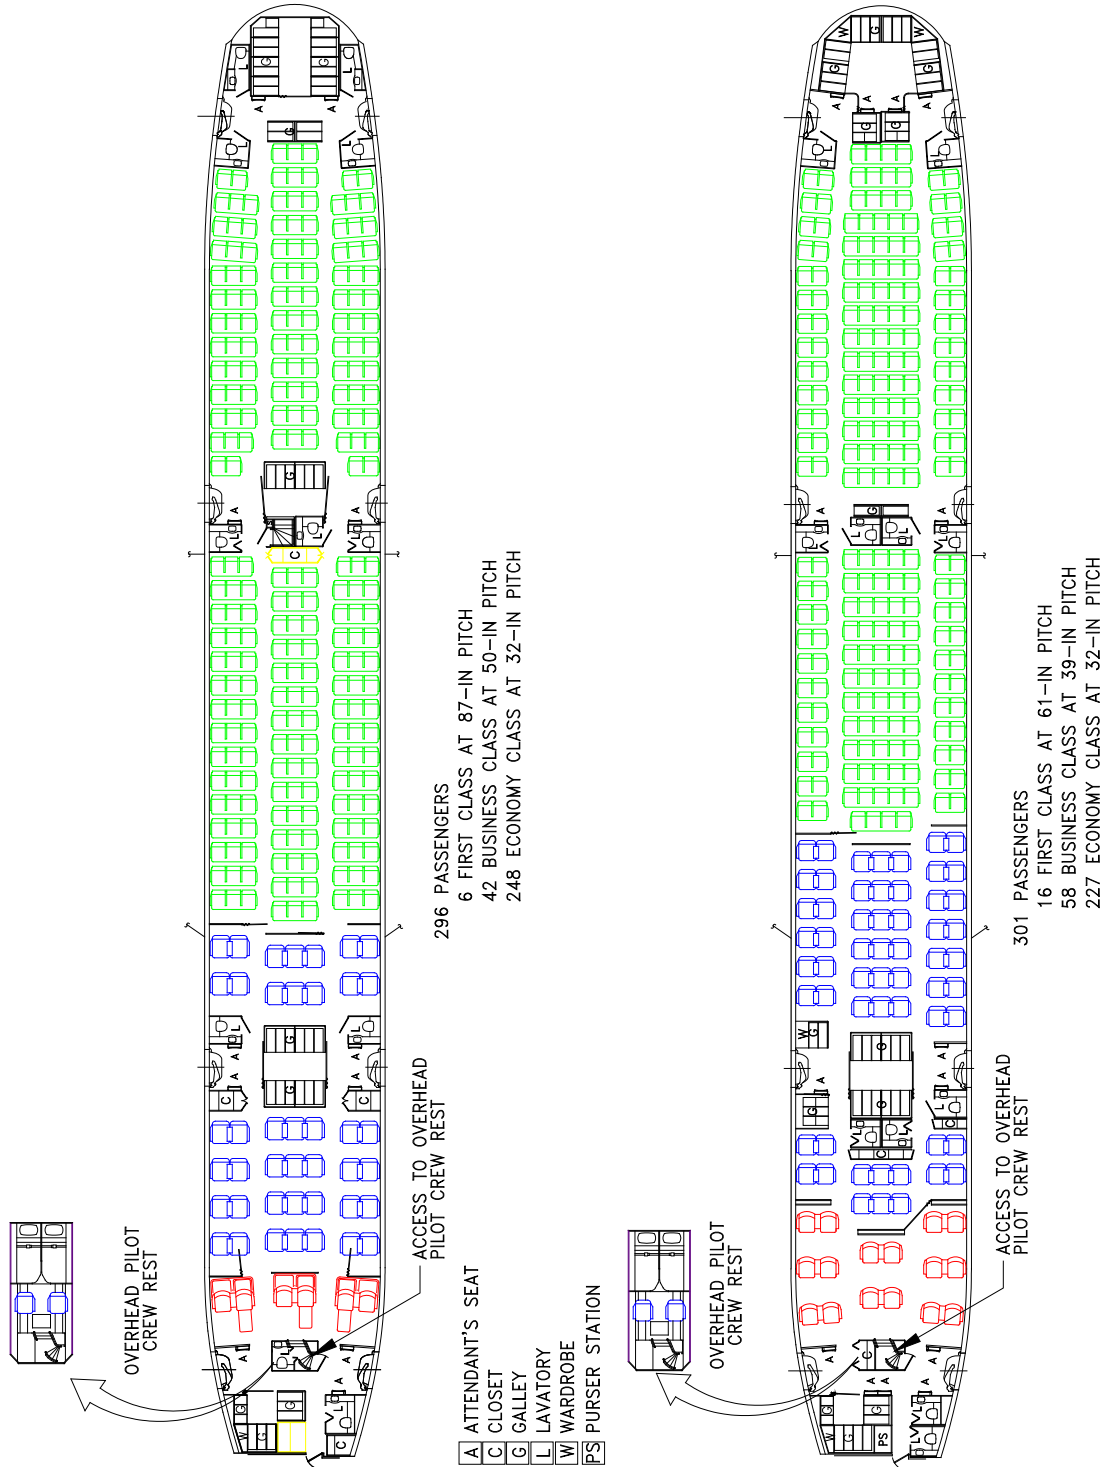 296 PASSENGERS
6 FIRST CLASS AT 87-IN PITCH
42 BUSINESS CLASS AT 50-IN PITCH
248 ECONOMY CLASS AT 32-IN PITCH
ACCESS TO OVERHEAD
PILOT CREW REST
OVERHEAD PILOT
CREW REST
A ATTENDANT'S SEAT
C CLOSET
G GALLEY
L LAVATORY
W WARDROBE
PS PURSER STATION
301 PASSENGERS
16 FIRST CLASS AT 61-IN PITCH
58 BUSINESS CLASS AT 39-IN PITCH
227 ECONOMY CLASS AT 32-IN PITCH
ACCESS TO OVERHEAD
PILOT CREW REST
OVERHEAD PILOT
CREW REST